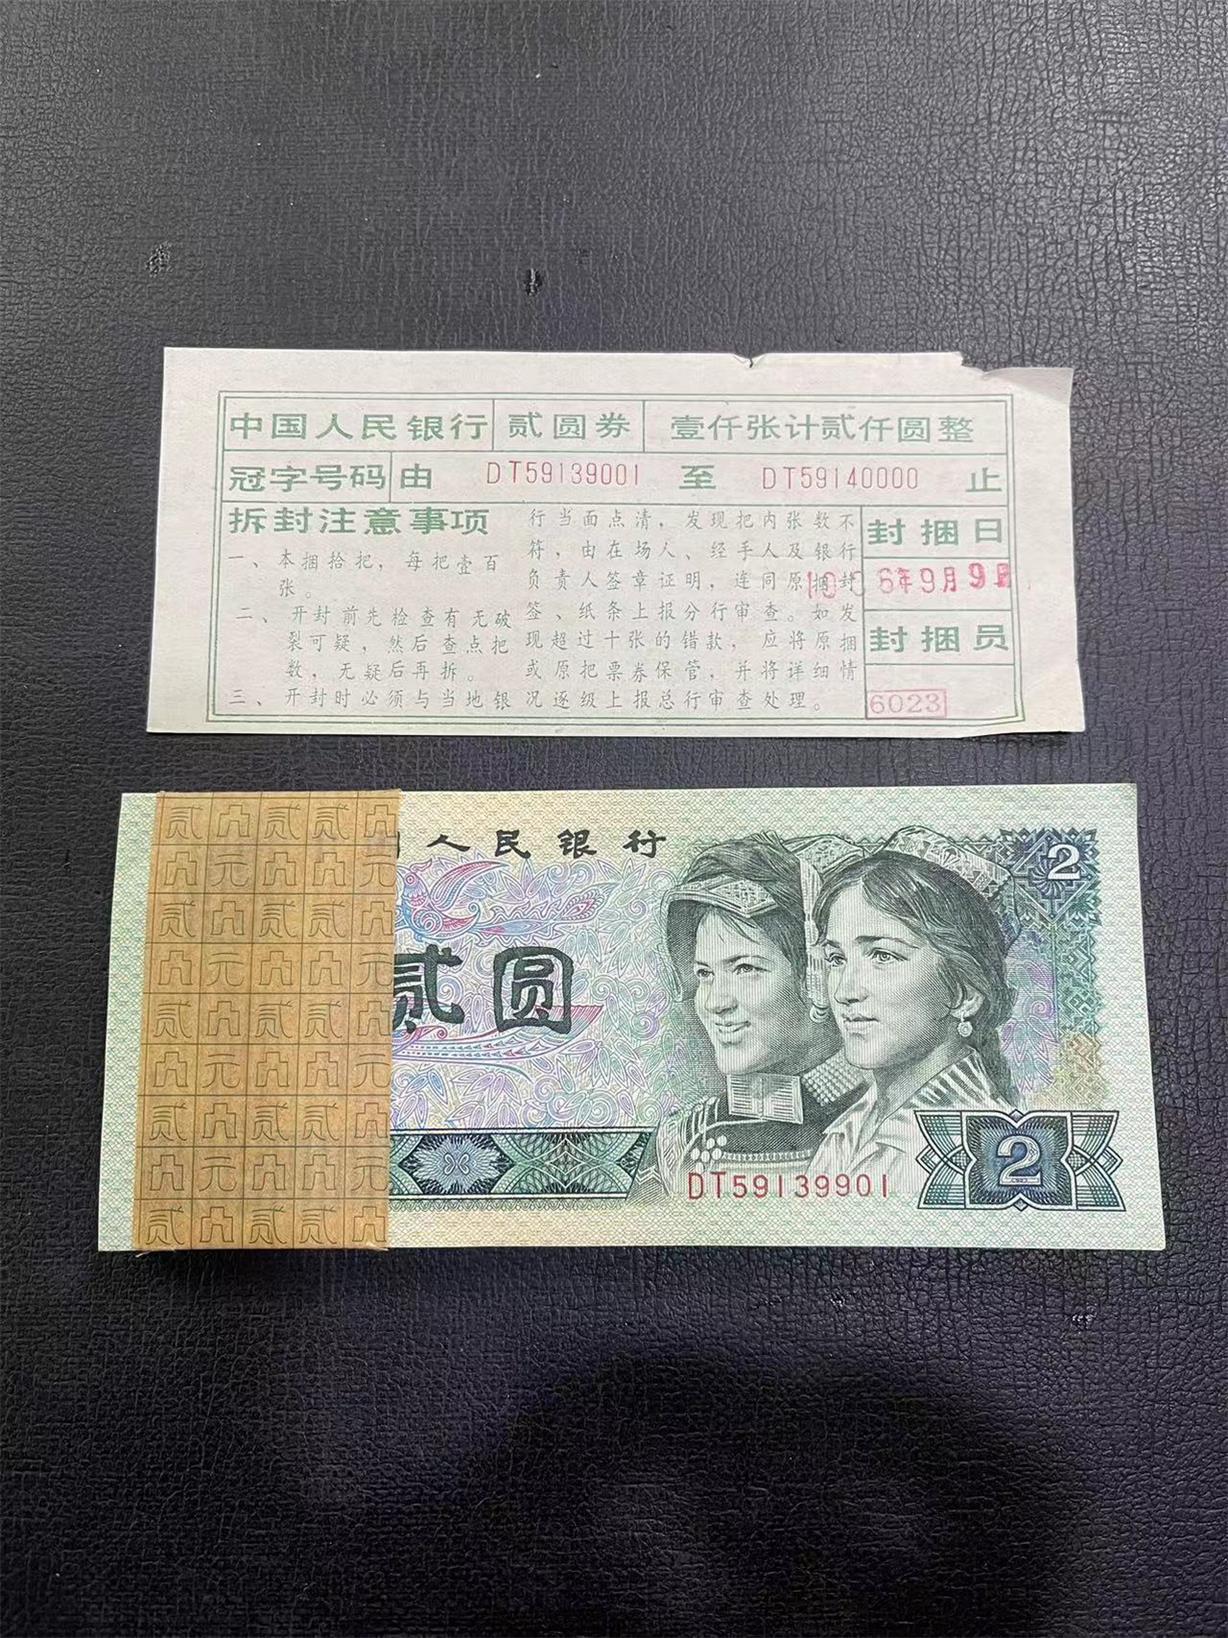 中国人民银行 贰圆券 壹仟张计贰仟圆整
冠字号码 由 DT59139001 至 DT59140000 止
拆封注意事项
一、本捆拾把，每把壹百
张。
二、开封前先检查有无破
裂可疑，然后查点把
数，无疑后再拆。
三、开封时必须与当地银
行当面点清，发现把内张数不
符，由在场人、经手人及银行
负责人签章证明，连同原捆封
签、纸条上报分行审查。如发
现超过十张的错款，应将原捆
或原把票券保管，并将详细情
况逐级上报总行审查处理。
封捆日
6年9月9日
封捆员
6023
人民银行
2
贰圆
DT59139901
2